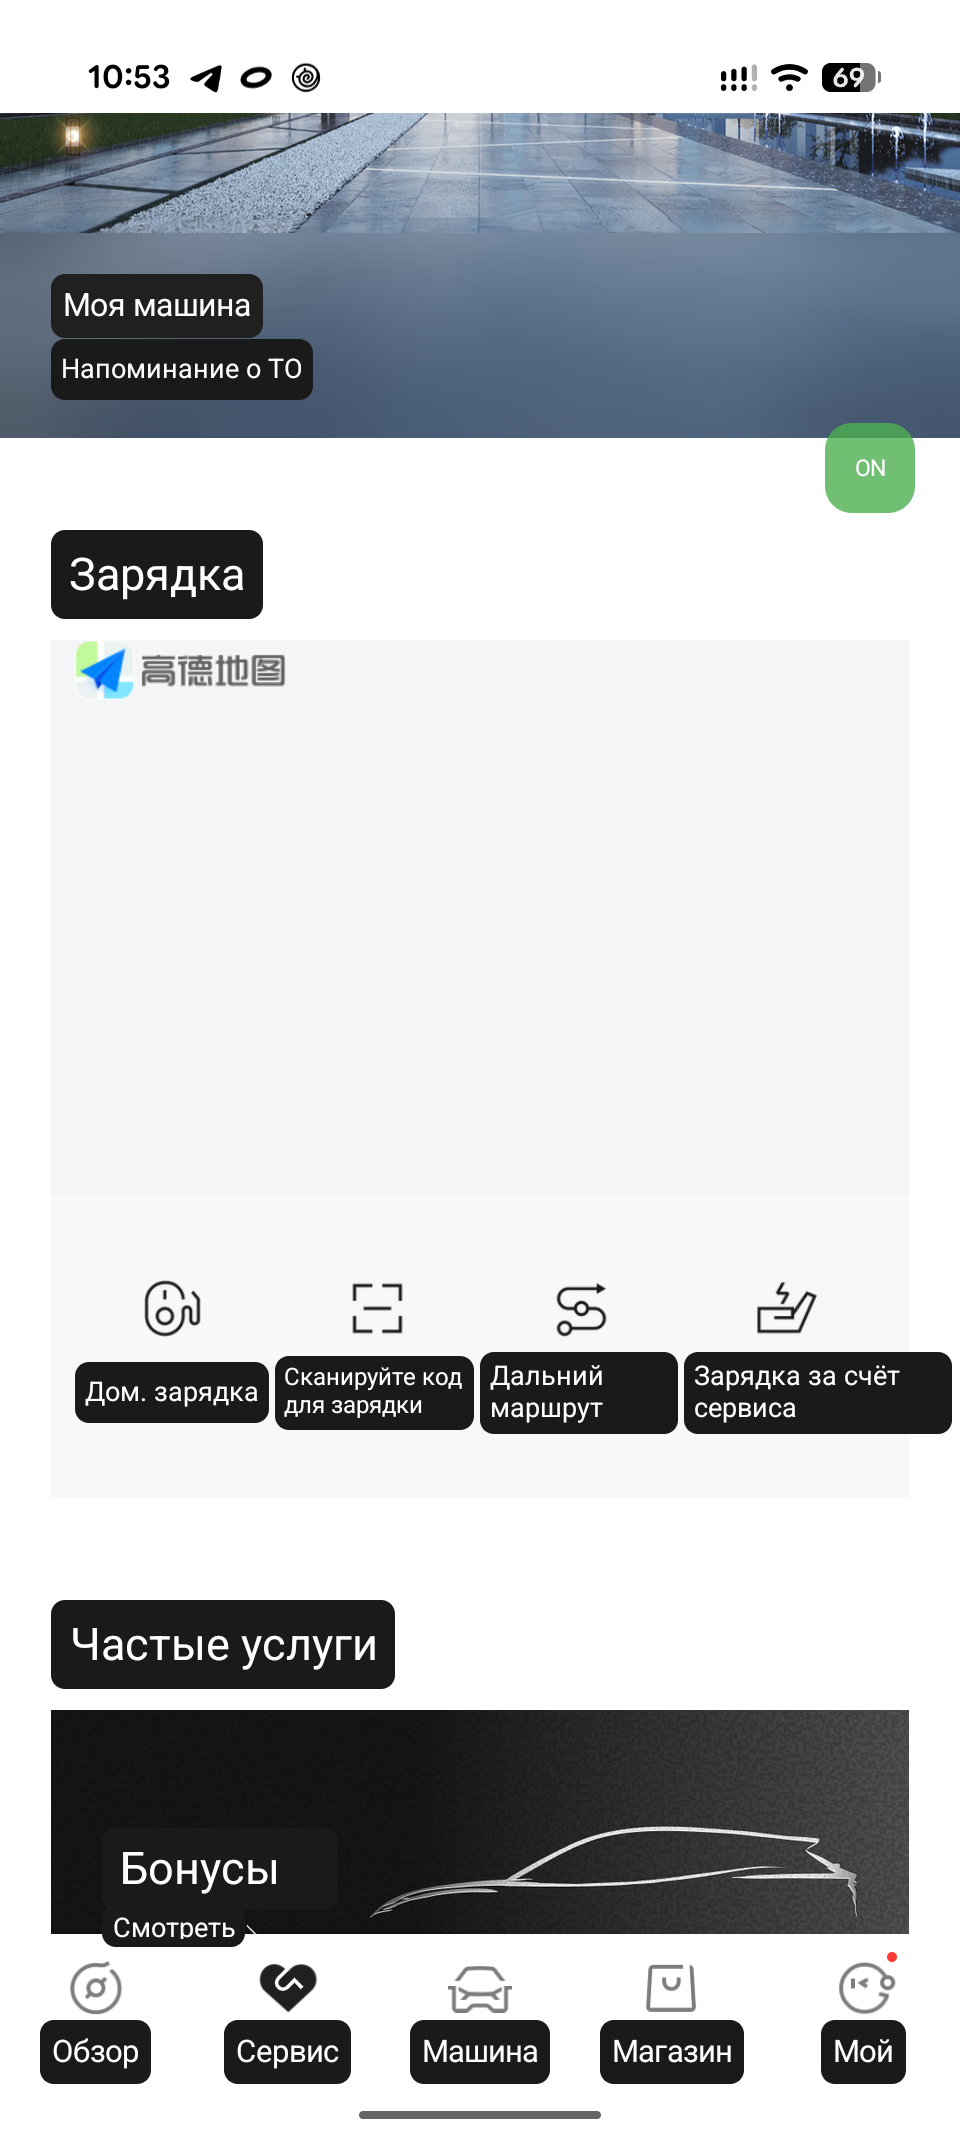 10:53
69
Моя машина
Напоминание о ТО
ON
Зарядка
高德地图
Дом. зарядка
Сканируйте код
для зарядки
Дальний
маршрут
Зарядка за счёт
сервиса
Частые услуги
Бонусы
Смотреть
Обзор
Сервис
Машина
Магазин
Мой